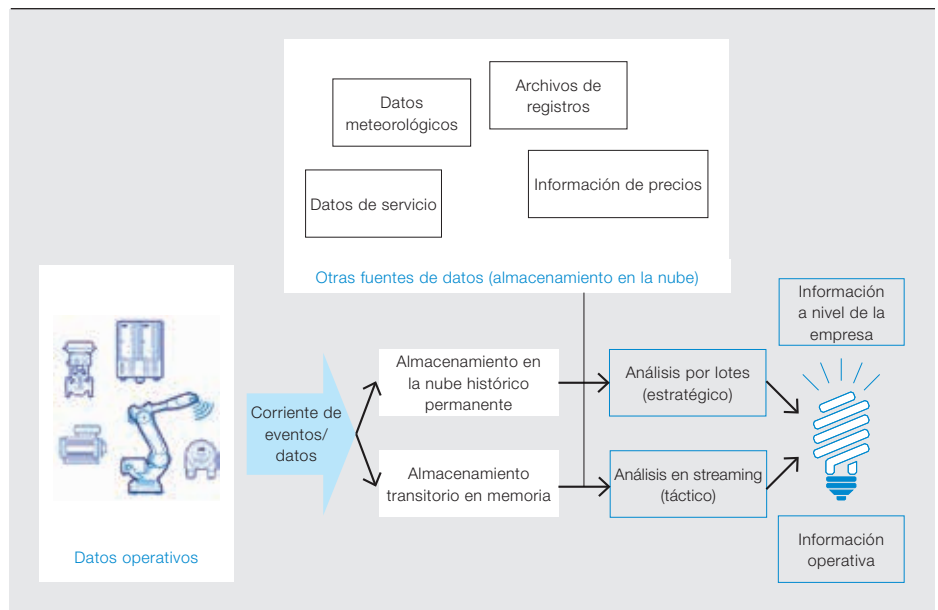 Datos
meteorológicos
Archivos de
registros
Datos de servicio
Información de precios
Otras fuentes de datos (almacenamiento en la nube)
Datos operativos
Corriente de
eventos/
datos
Almacenamiento en
la nube histórico
permanente
Almacenamiento
transitorio en memoria
Análisis por lotes
(estratégico)
Análisis en streaming
(táctico)
Información
a nivel de la
empresa
Información
operativa